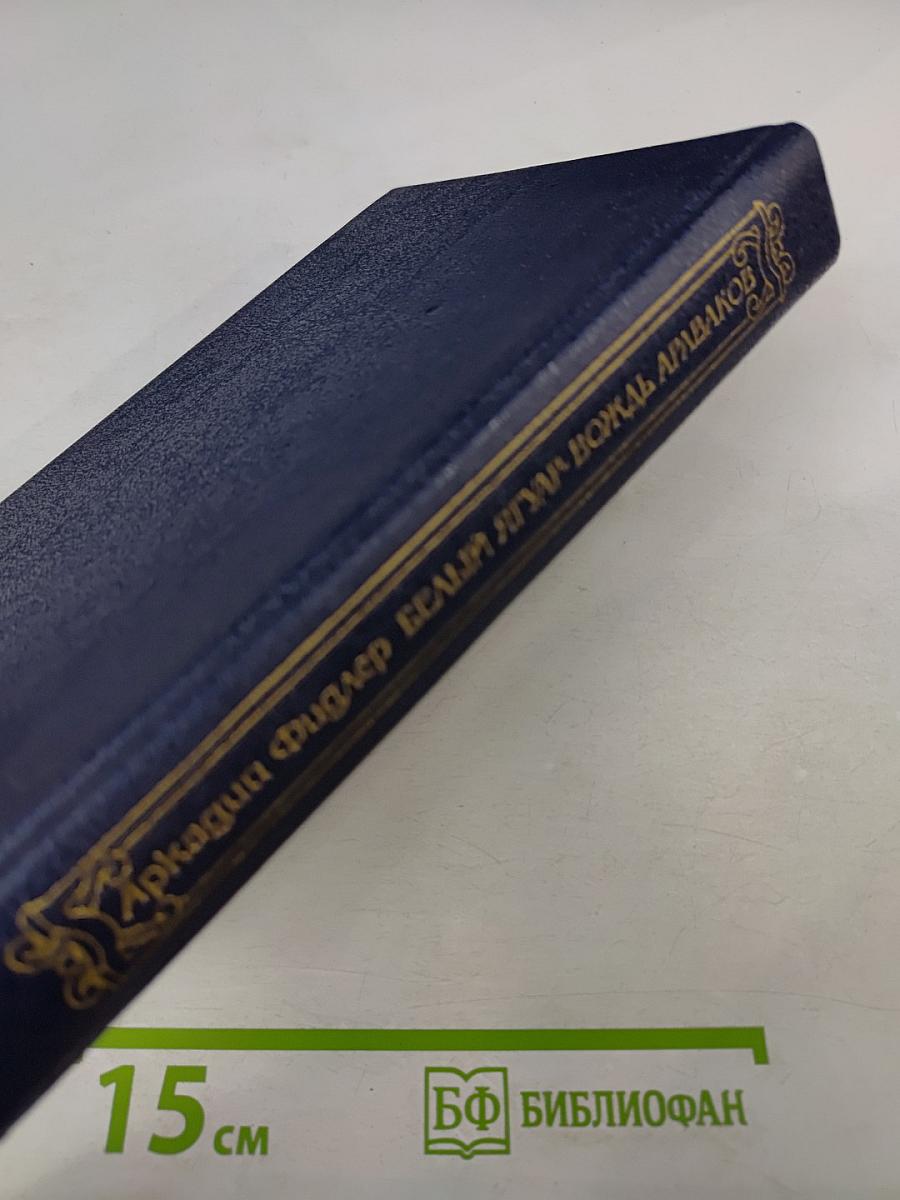 Аркадий Фидлер БЕЛЫЙ ЯГУАР-ВОЖДЬ АРАВАКОВ
15 см
БФ БИБЛИОФАН